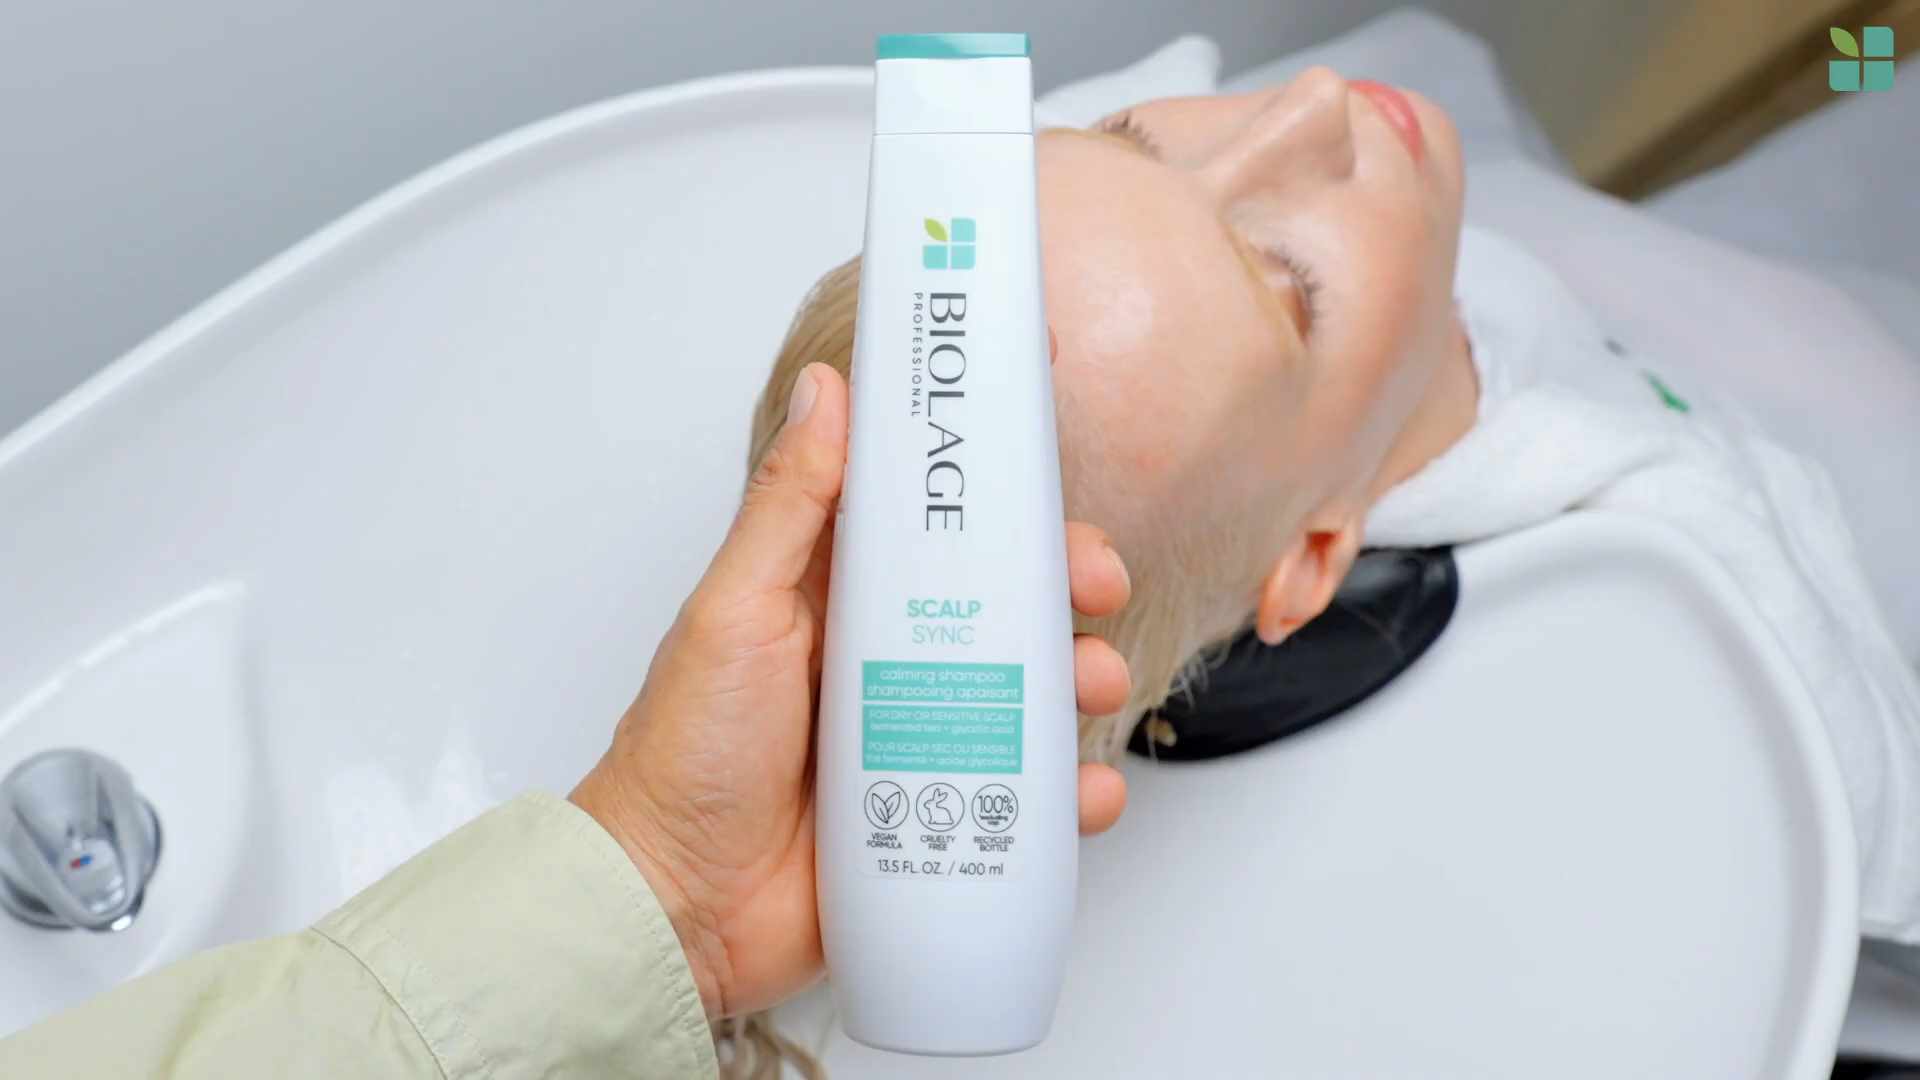 BIOLAGE
PROFESSIONAL
SCALP
SYNC
calming shampoo
shampooing apaisant
FOR DRY OR SENSITIVE SCALP
fermented tea + glycolic acid
POUR SCALP SEC OU SENSIBLE
thé fermenté + acide glycolique
100%
*excluding
cap
VEGAN
FORMULA
CRUELTY
FREE
RECYCLED
BOTTLE
13.5 FL. OZ. / 400 ml